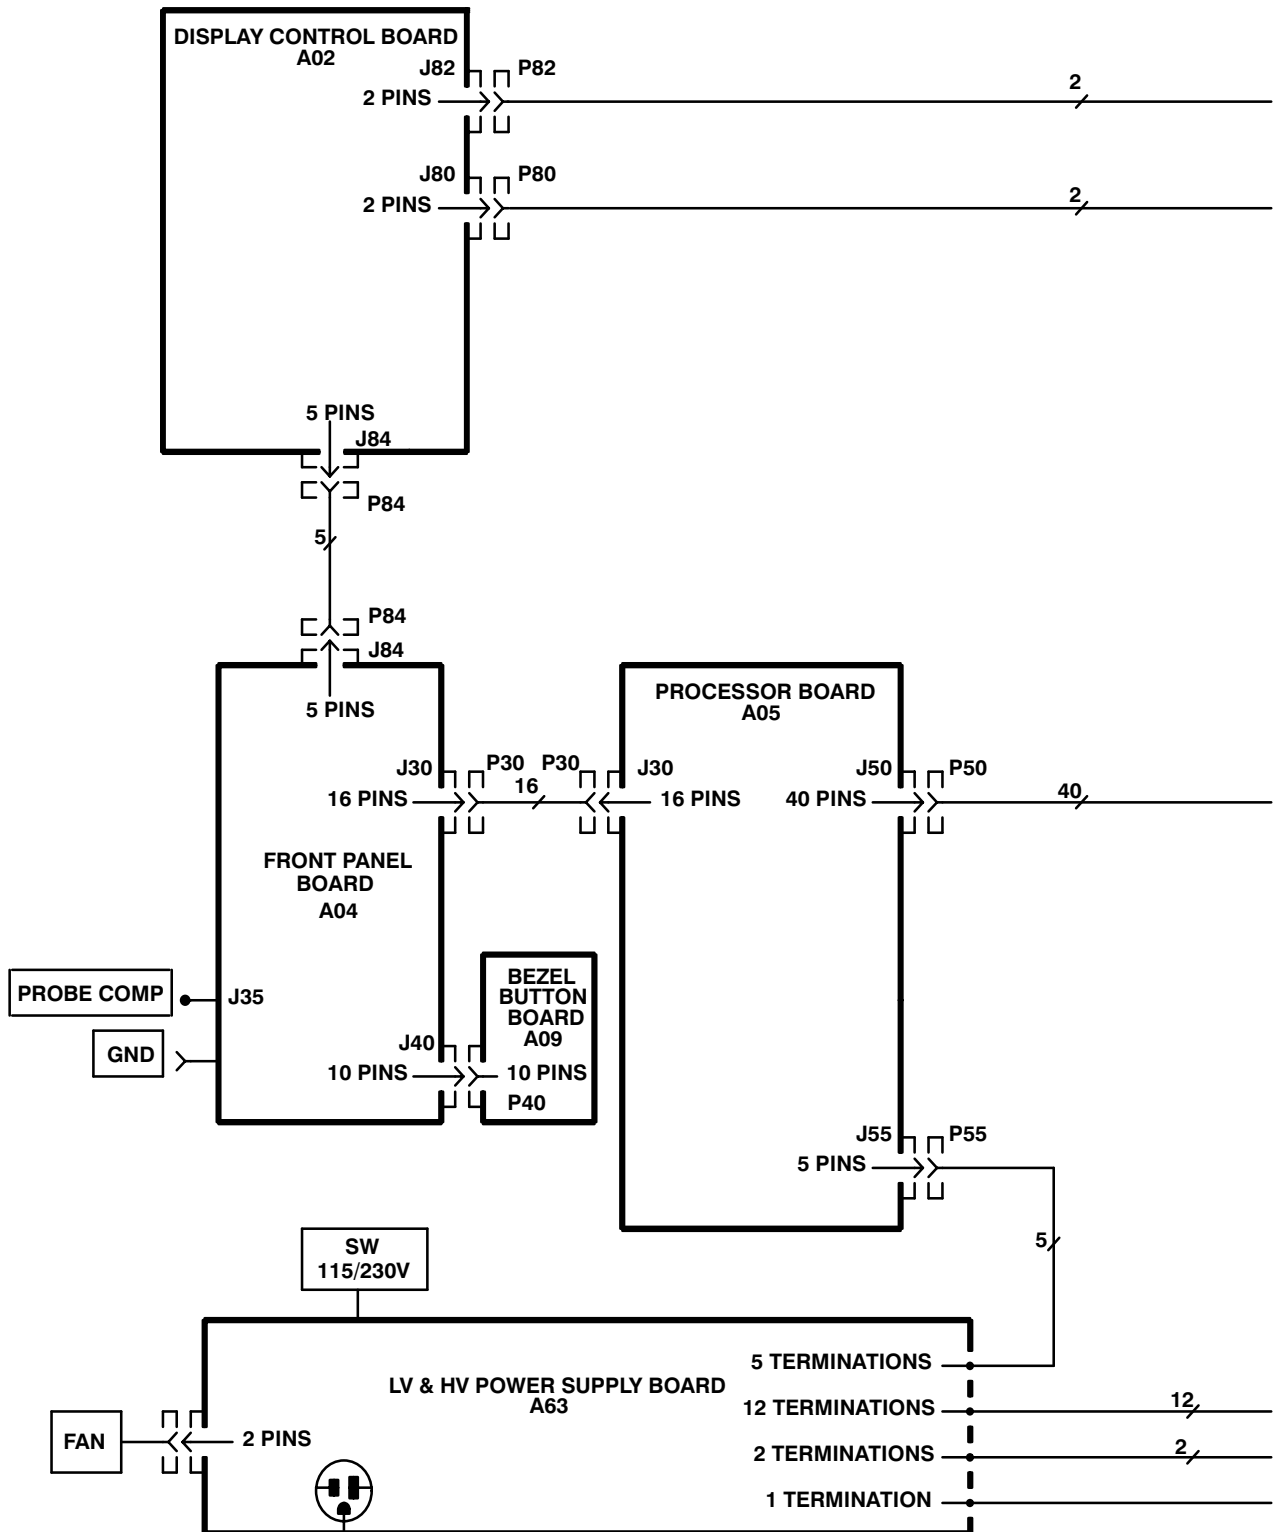 DISPLAY CONTROL BOARD
A02
J82
P82
2 PINS
2
J80
P80
2 PINS
2
5 PINS
J84
P84
5
P84
J84
5 PINS
PROCESSOR BOARD
A05
J30
P30
P30
J30
16
16 PINS
16 PINS
J50
P50
40 PINS
40
FRONT PANEL
BOARD
A04
PROBE COMP
J35
GND
BEZEL
BUTTON
BOARD
A09
J40
10 PINS
10 PINS
P40
J55
P55
5 PINS
5
SW
115/230V
LV & HV POWER SUPPLY BOARD
A63
5 TERMINATIONS
12 TERMINATIONS
12
FAN
2 PINS
2 TERMINATIONS
2
1 TERMINATION